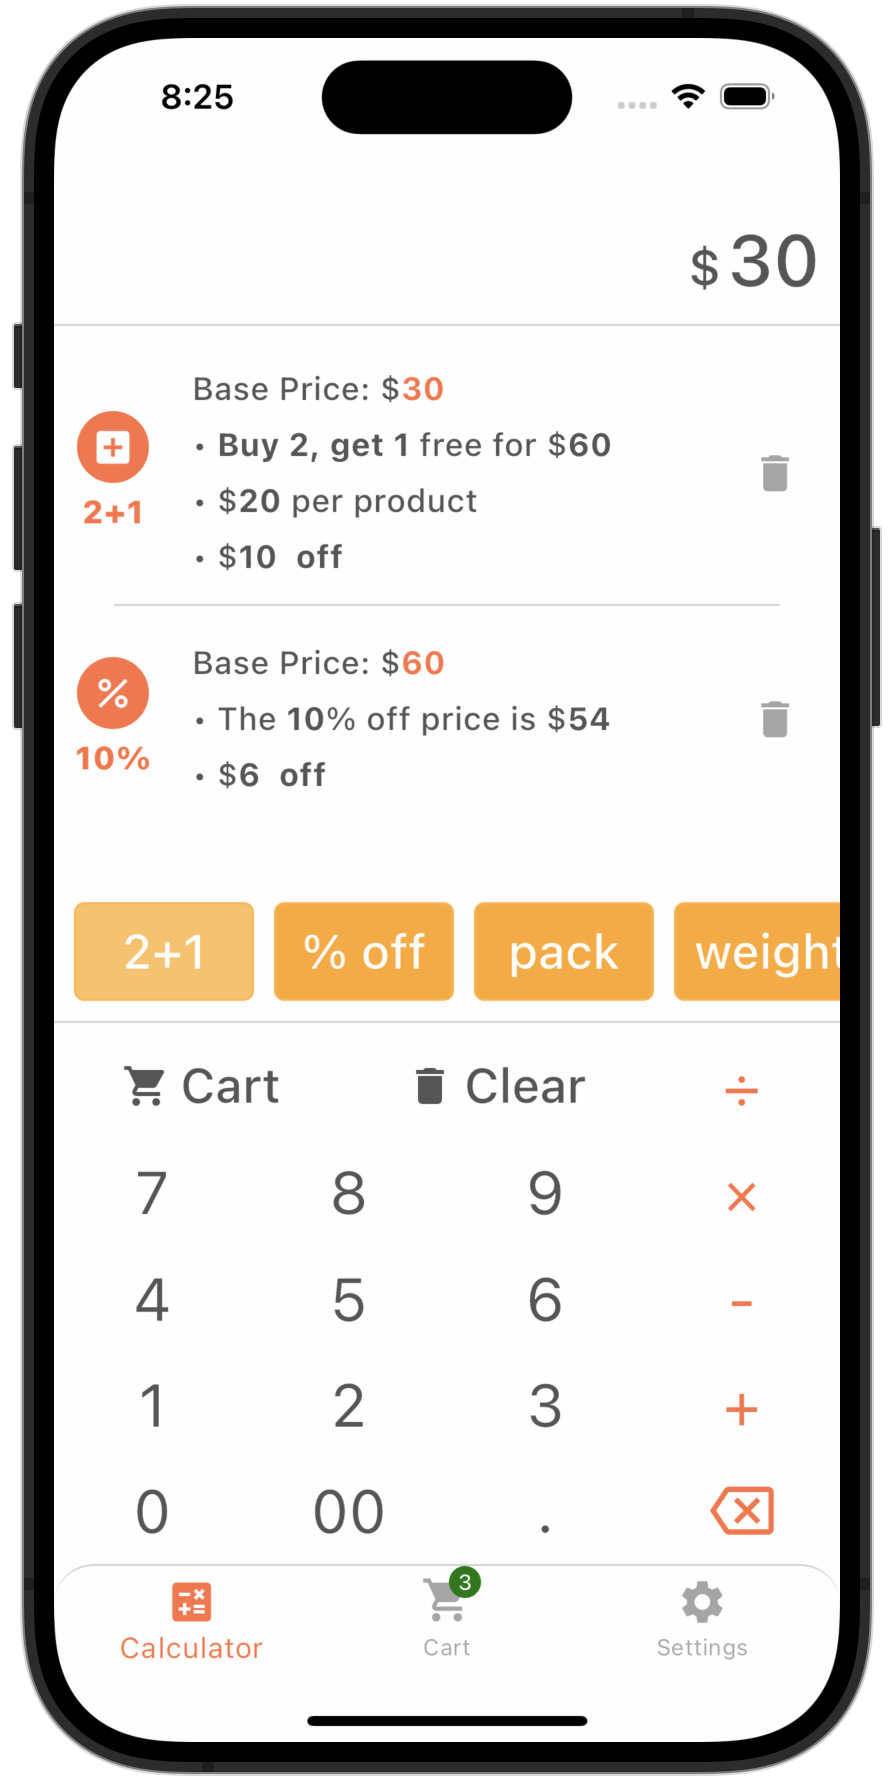 8:25
$30
Base Price: $30
• Buy 2, get 1 free for $60
2+1
• $20 per product
• $10 off
Base Price: $60
%
• The 10% off price is $54
10%
• $6 off
2+1 % off pack weight
Cart Clear ÷
7 8 9 ×
4 5 6 -
1 2 3 +
0 00 .
3
Calculator Cart Settings